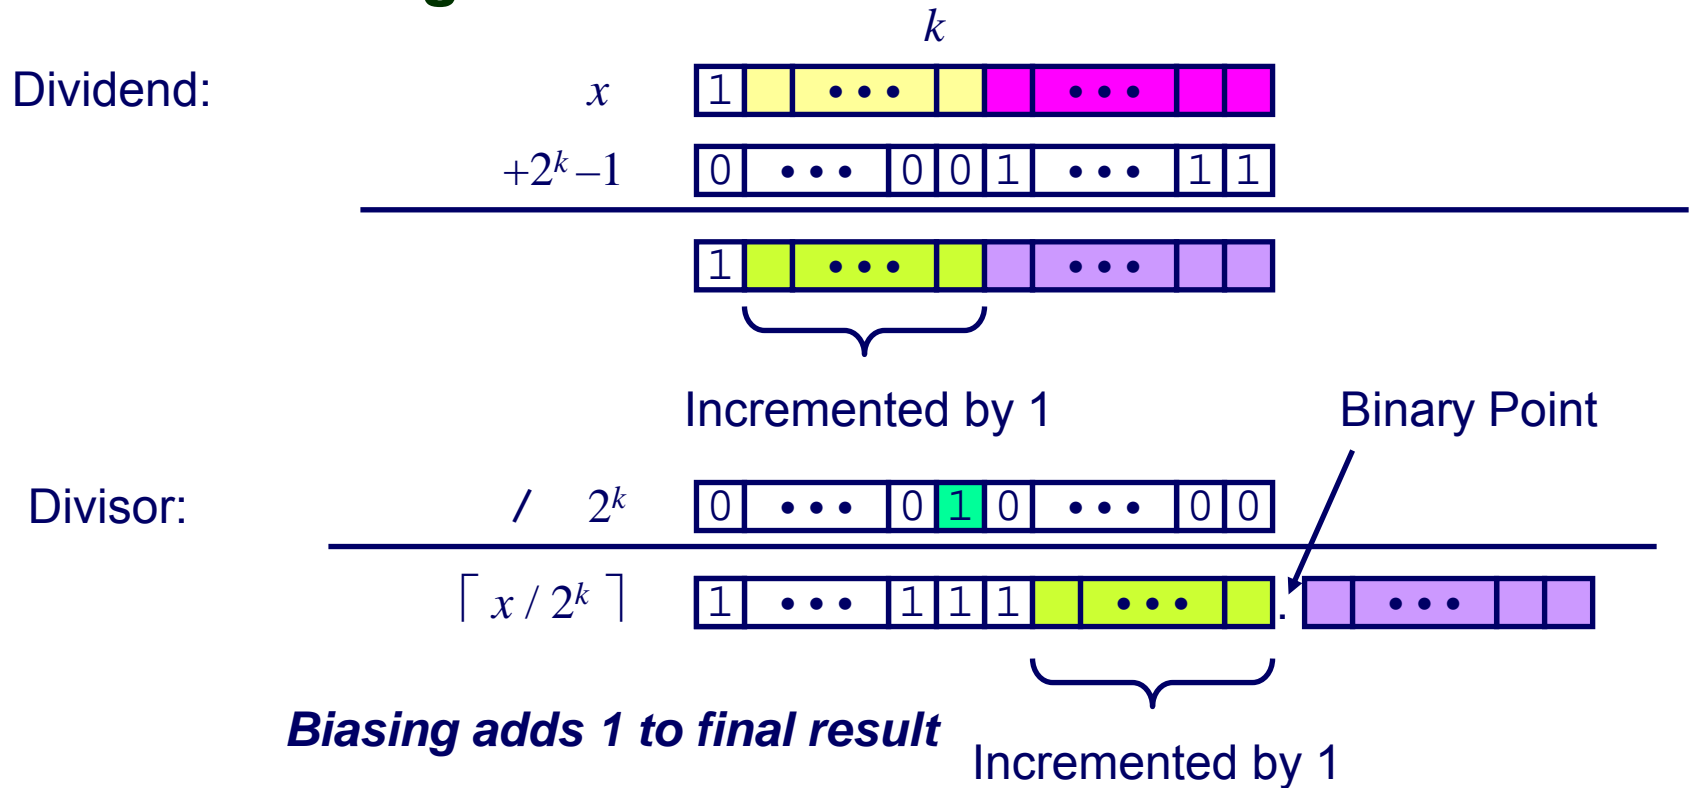 k
Dividend: x 1 ••• •••
+2ᵏ–1 0 ••• 0 0 1 ••• 1 1
1 ••• •••
Incremented by 1 Binary Point
Divisor: / 2ᵏ 0 ••• 0 1 0 ••• 0 0
⌈ x / 2ᵏ ⌉ 1 ••• 1 1 1 ••• . •••
Biasing adds 1 to final result
Incremented by 1